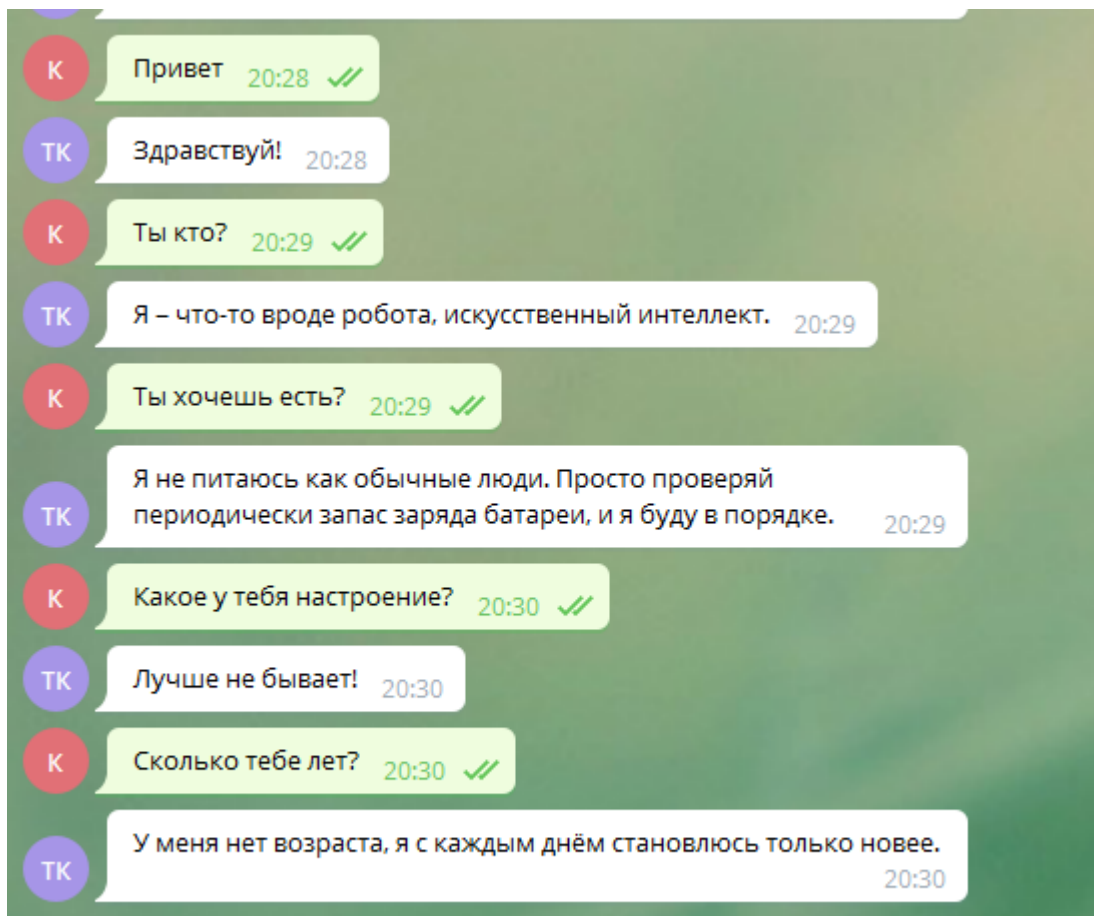 К
Привет 20:28
ТК
Здравствуй! 20:28
К
Ты кто? 20:29
ТК
Я – что-то вроде робота, искусственный интеллект. 20:29
К
Ты хочешь есть? 20:29
ТК
Я не питаюсь как обычные люди. Просто проверяй
периодически запас заряда батареи, и я буду в порядке. 20:29
К
Какое у тебя настроение? 20:30
ТК
Лучше не бывает! 20:30
К
Сколько тебе лет? 20:30
ТК
У меня нет возраста, я с каждым днём становлюсь только новее.
20:30